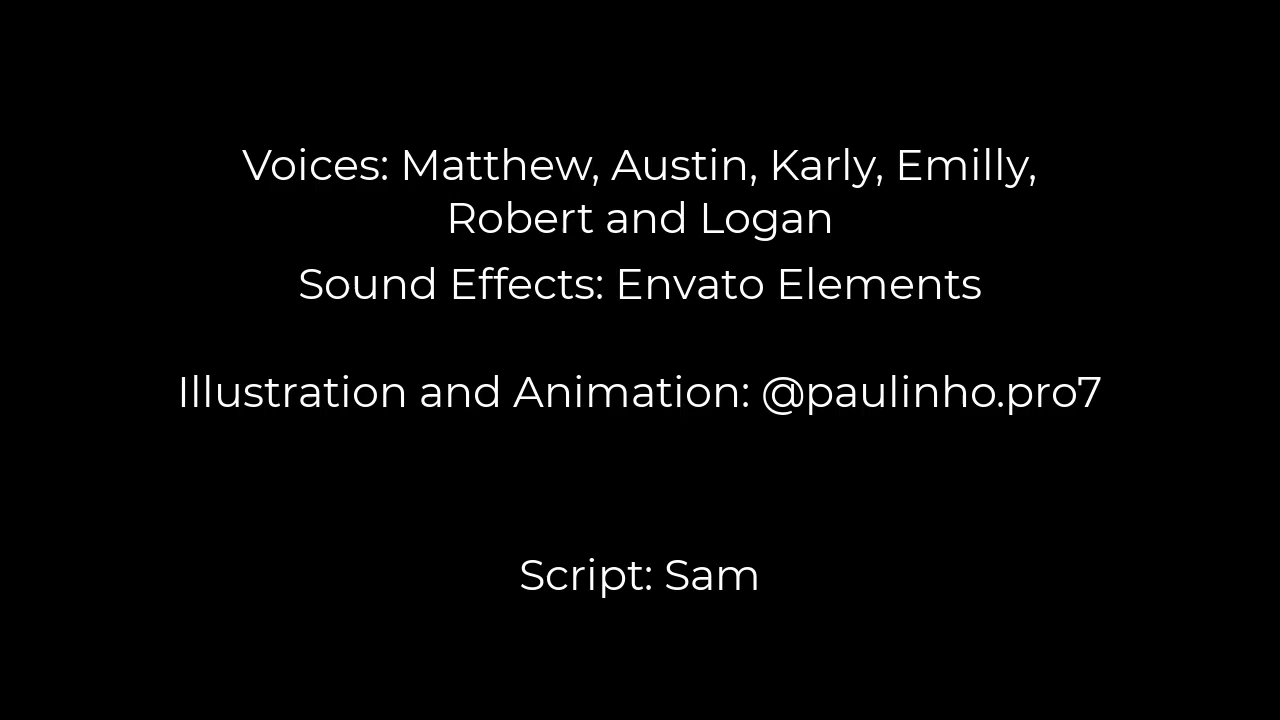 Voices: Matthew, Austin, Karly, Emilly,
Robert and Logan
Sound Effects: Envato Elements
Illustration and Animation: @paulinho.pro7
Script: Sam